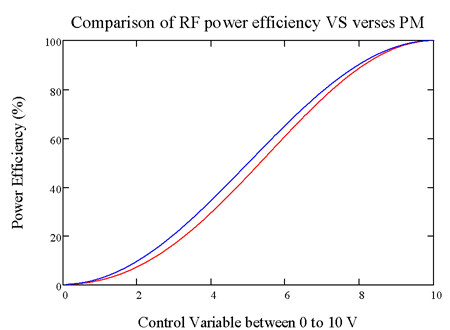 Comparison of RF power efficiency VS verses PM
100
80
60
40
20
0
Power Efficiency (%)
0 2 4 6 8 10
Control Variable between 0 to 10 V